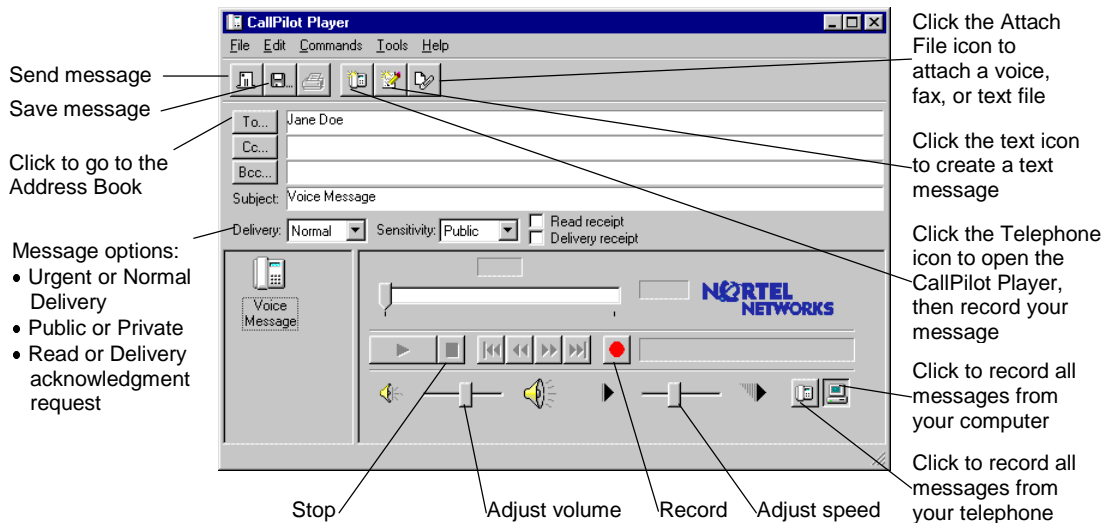 CallPilot Player
File Edit Commands Tools Help
Send message
Save message
Click to go to the
Address Book
Message options:
• Urgent or Normal
Delivery
• Public or Private
• Read or Delivery
acknowledgment
request
To... Jane Doe
Cc...
Bcc...
Subject: Voice Message
Delivery: Normal Sensitivity: Public Read receipt
Delivery receipt
Voice
Message
NORTEL
NETWORKS
Click the Attach
File icon to
attach a voice,
fax, or text file
Click the text icon
to create a text
message
Click the Telephone
icon to open the
CallPilot Player,
then record your
message
Click to record all
messages from
your computer
Click to record all
messages from
your telephone
Stop Adjust volume Record Adjust speed